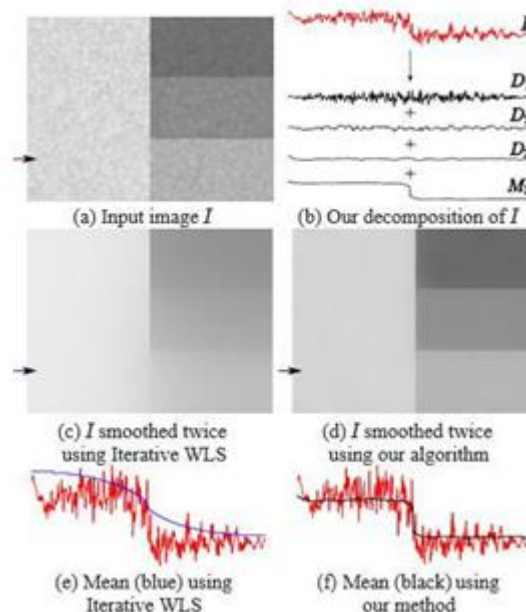 (a) Input image I
(b) Our decomposition of I
(c) I smoothed twice
using Iterative WLS
(d) I smoothed twice
using our algorithm
(e) Mean (blue) using
Iterative WLS
(f) Mean (black) using
our method